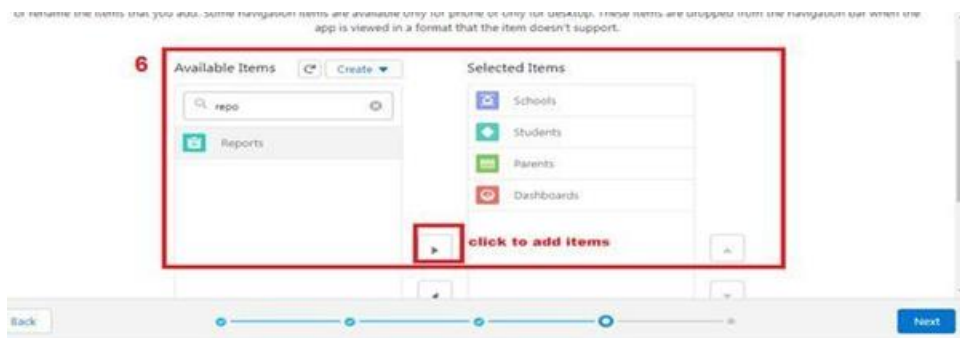 or rename the items that you add. Some navigation items are available only for phone or only for desktop. These items are dropped from the navigation bar when the
app is viewed in a format that the item doesn't support.
6
Available Items Create
Selected Items
repo
Reports
Schools
Students
Parents
Dashboards
click to add items
Back
Next